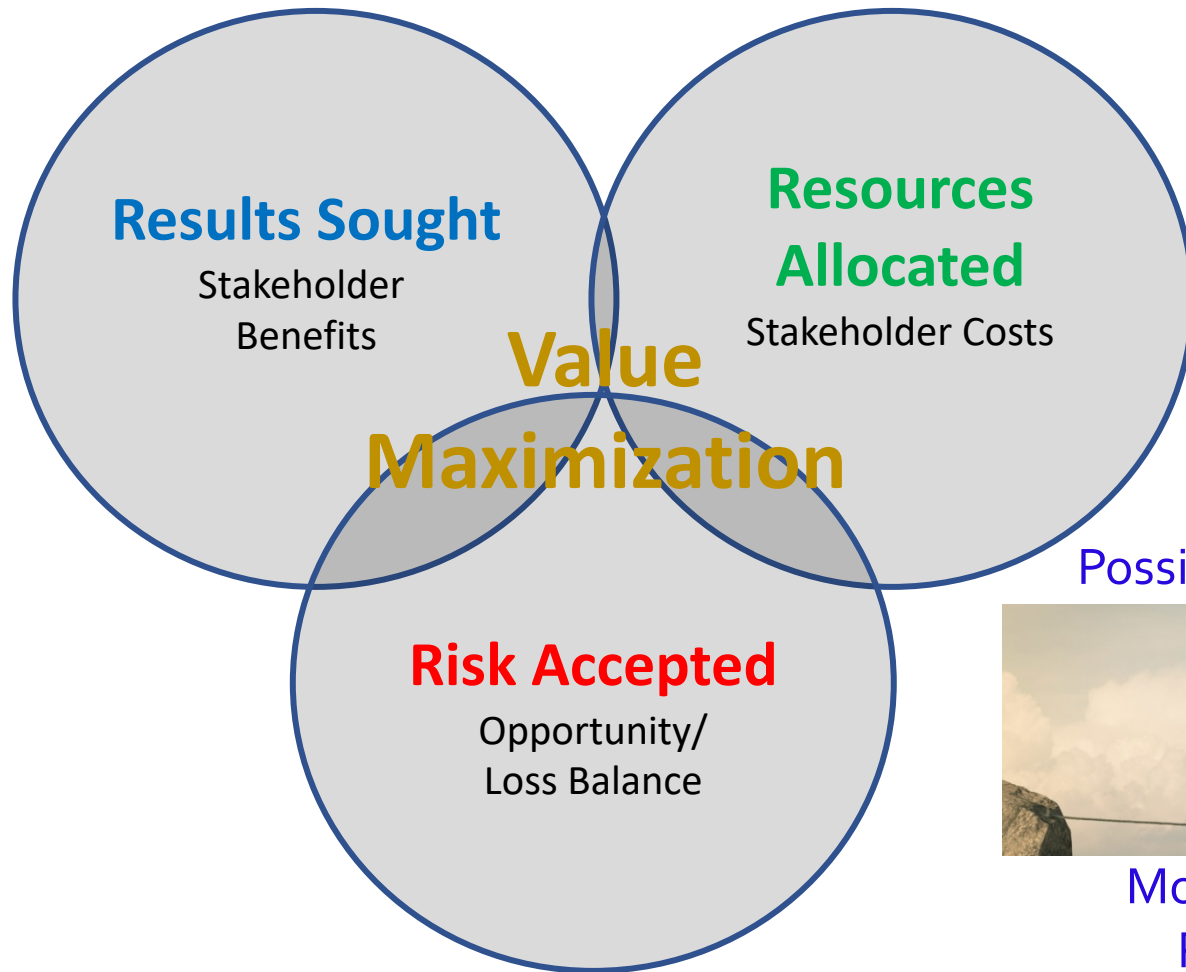 Results Sought
Stakeholder
Benefits
Resources
Allocated
Stakeholder Costs
Value
Maximization
Risk Accepted
Opportunity/
Loss Balance